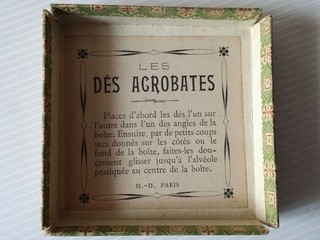 LES
DÉS ACROBATES
Placez d'abord les dés l'un sur
l'autre dans l'un des angles de la
boîte. Ensuite, par de petits coups
secs donnés sur les côtés ou le
fond de la boîte, faites-les dou-
cement glisser jusqu'à l'alvéole
pratiquée au centre de la boîte.
M.-D. PARIS